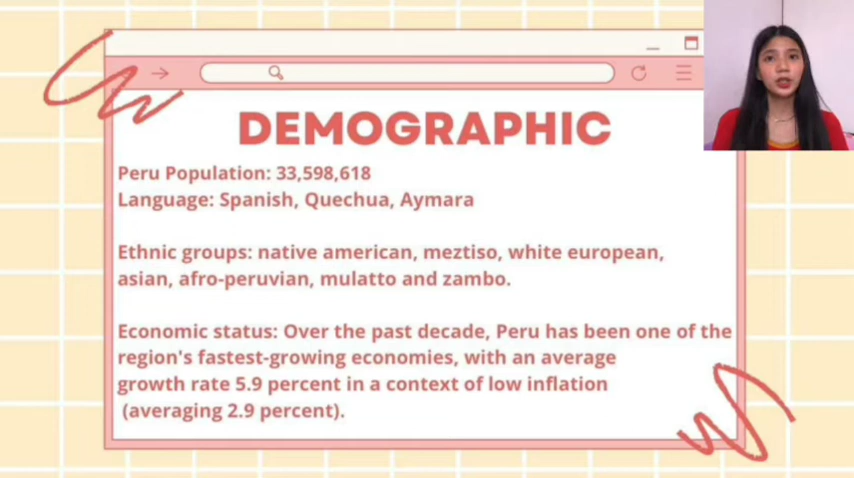 DEMOGRAPHIC
Peru Population: 33,598,618
Language: Spanish, Quechua, Aymara
Ethnic groups: native american, meztiso, white european,
asian, afro-peruvian, mulatto and zambo.
Economic status: Over the past decade, Peru has been one of the
region's fastest-growing economies, with an average
growth rate 5.9 percent in a context of low inflation
(averaging 2.9 percent).